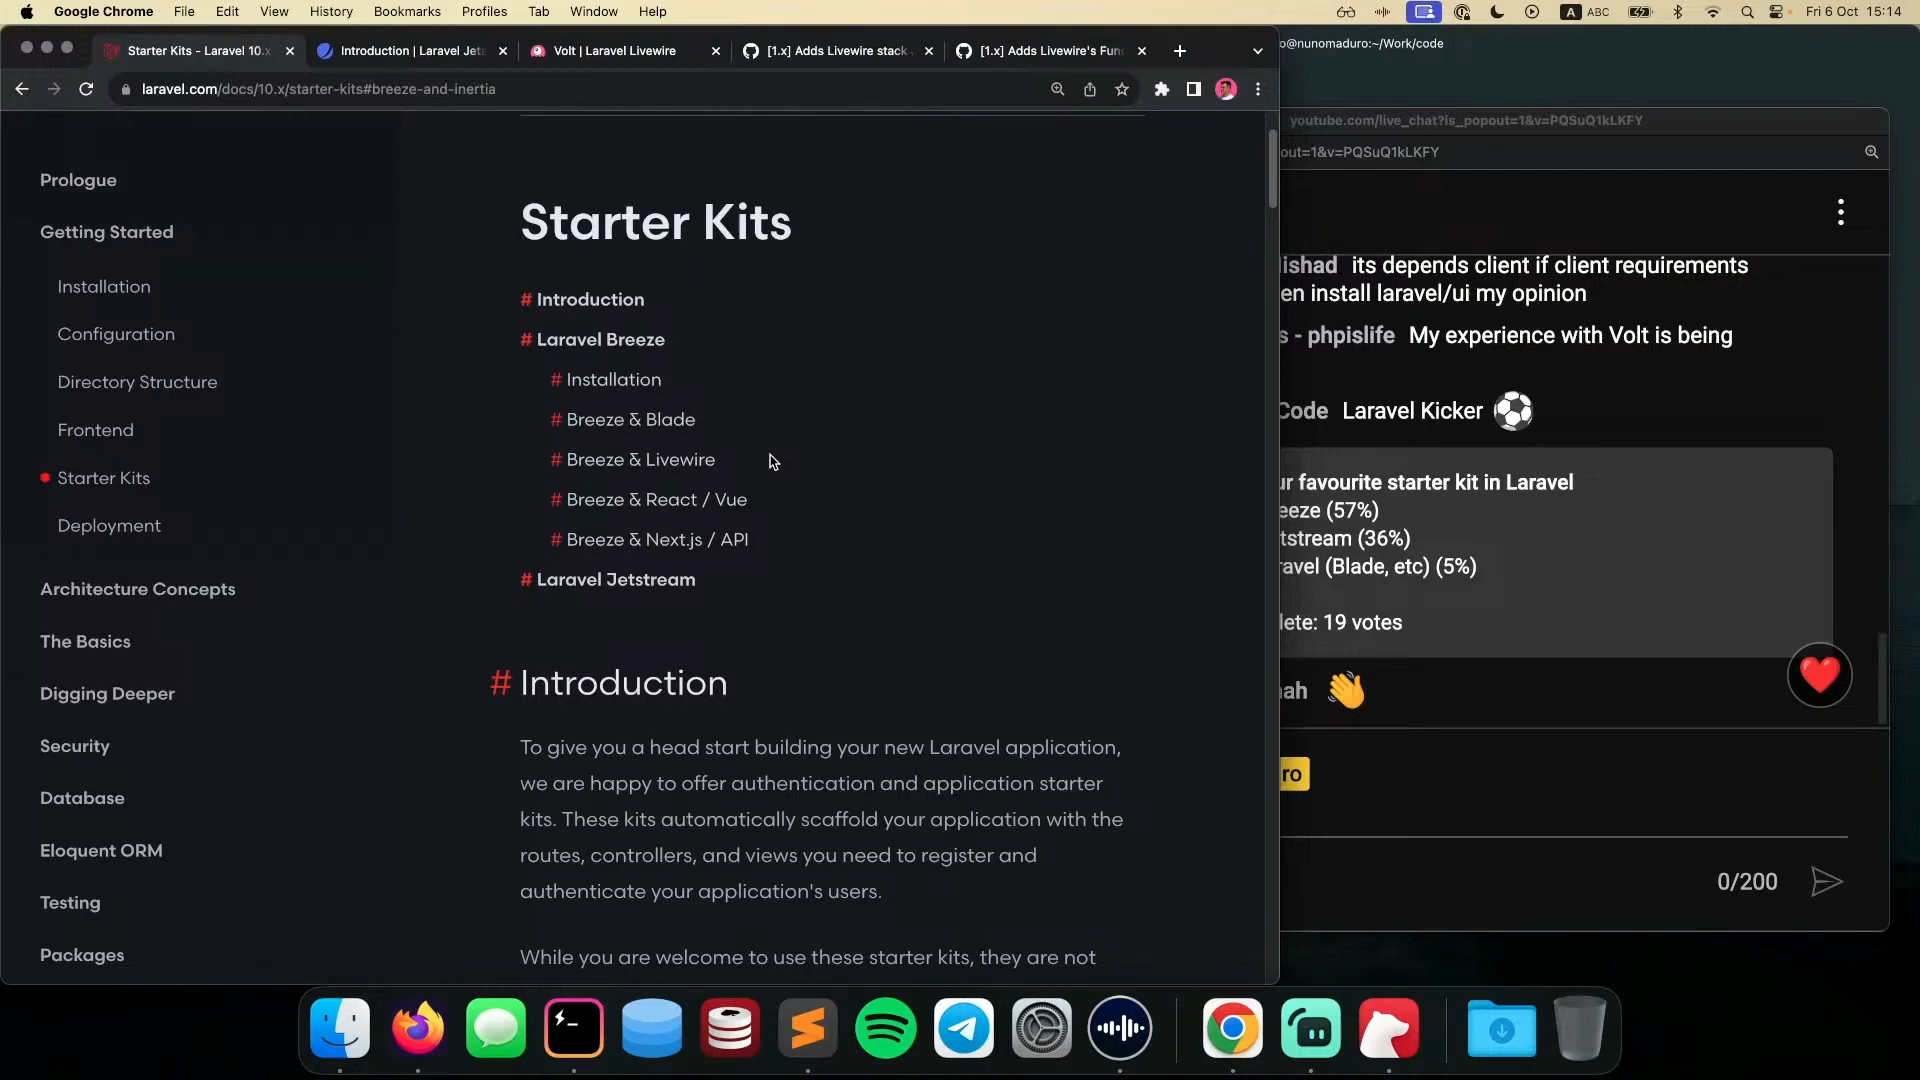 Google Chrome File Edit View History Bookmarks Profiles Tab Window Help
A ABC Fri 6 Oct 15:14
Starter Kits - Laravel 10.x
Introduction | Laravel Jets
Volt | Laravel Livewire
[1.x] Adds Livewire stack
[1.x] Adds Livewire's Fun
o@nunomaduro:~/Work/code
laravel.com/docs/10.x/starter-kits#breeze-and-inertia
Prologue
Getting Started
Installation
Configuration
Directory Structure
Frontend
Starter Kits
Deployment
Architecture Concepts
The Basics
Digging Deeper
Security
Database
Eloquent ORM
Testing
Packages
Starter Kits
# Introduction
# Laravel Breeze
# Installation
# Breeze & Blade
# Breeze & Livewire
# Breeze & React / Vue
# Breeze & Next.js / API
# Laravel Jetstream
# Introduction
To give you a head start building your new Laravel application,
we are happy to offer authentication and application starter
kits. These kits automatically scaffold your application with the
routes, controllers, and views you need to register and
authenticate your application's users.
While you are welcome to use these starter kits, they are not
youtube.com/live_chat?is_popout=1&v=PQSuQ1kLKFY
out=1&v=PQSuQ1kLKFY
ishad its depends client if client requirements
en install laravel/ui my opinion
s - phpislife My experience with Volt is being
Code Laravel Kicker
ur favourite starter kit in Laravel
eeze (57%)
tstream (36%)
ravel (Blade, etc) (5%)
lete: 19 votes
ah
ro
0/200